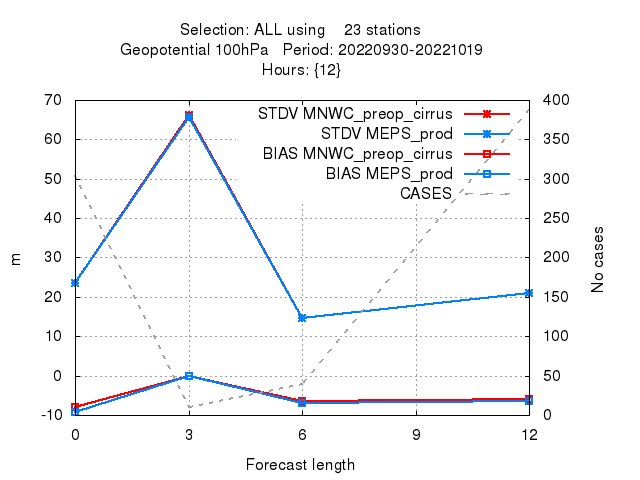 Selection: ALL using    23 stations
Geopotential 100hPa   Period: 20220930-20221019
Hours: {12}
70 400
STDV MNWC_preop_cirrus
60 350
STDV MEPS_prod
BIAS MNWC_preop_cirrus
50 300
BIAS MEPS_prod
CASES
40 250
30 200
20 150
10 100
0 50
-10 0
m
No cases
0 3 6 9 12
Forecast length